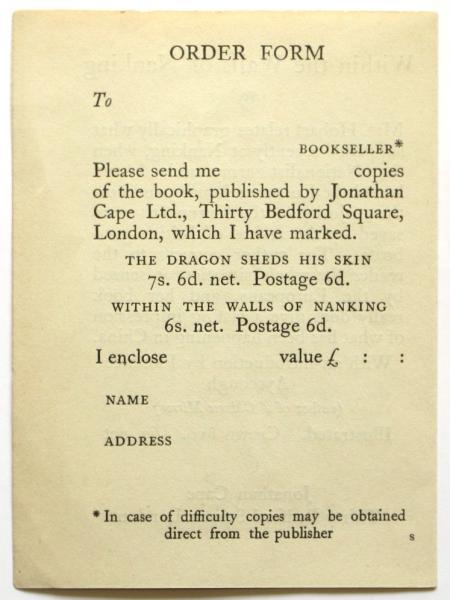 ORDER FORM
To
BOOKSELLER*
Please send me copies
of the book, published by Jonathan
Cape Ltd., Thirty Bedford Square,
London, which I have marked.
THE DRAGON SHEDS HIS SKIN
7s. 6d. net. Postage 6d.
WITHIN THE WALLS OF NANKING
6s. net. Postage 6d.
I enclose value £ : :
NAME
ADDRESS
* In case of difficulty copies may be obtained
direct from the publisher
s